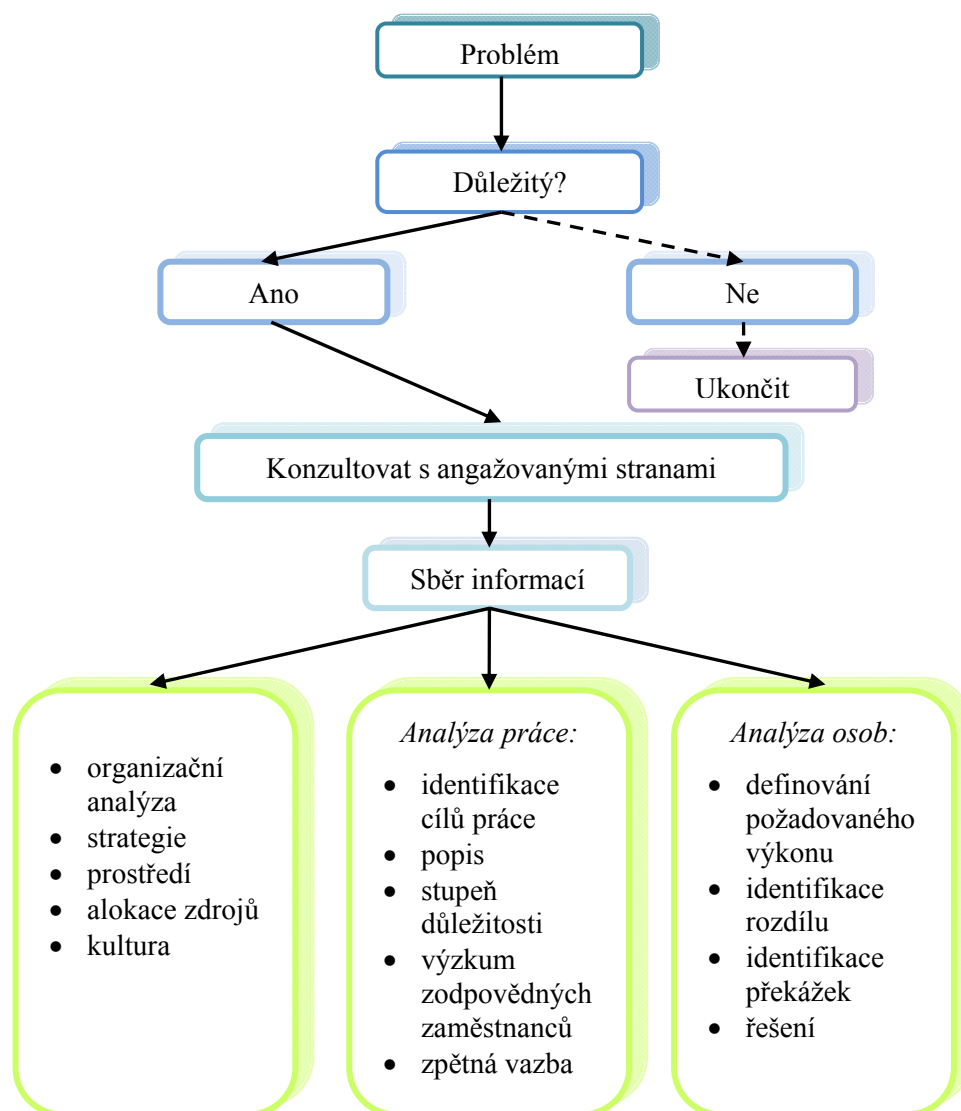 Problém
Důležitý?
Ano
Ne
Ukončit
Konzultovat s angažovanými stranami
Sběr informací
• organizační
analýza
• strategie
• prostředí
• alokace zdrojů
• kultura
Analýza práce:
• identifikace
cílů práce
• popis
• stupeň
důležitosti
• výzkum
zodpovědných
zaměstnanců
• zpětná vazba
Analýza osob:
• definování
požadovaného
výkonu
• identifikace
rozdílu
• identifikace
překážek
• řešení